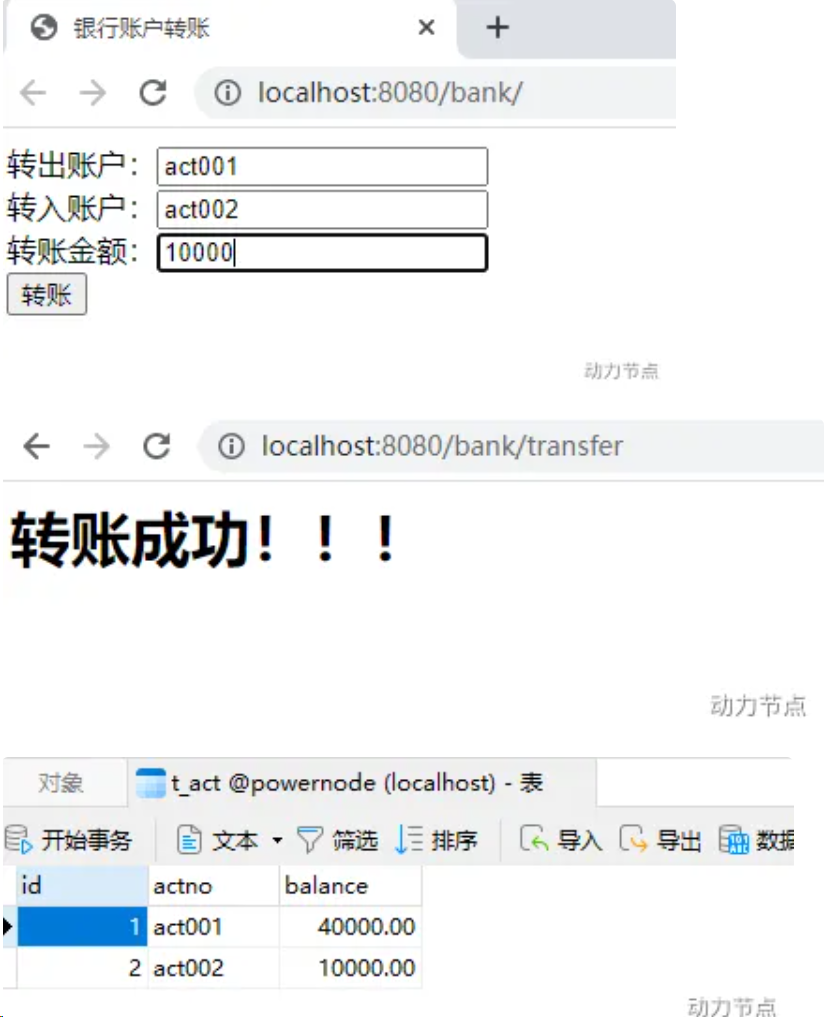 银行账户转账
localhost:8080/bank/
转出账户：act001
转入账户：act002
转账金额：10000
转账
动力节点
localhost:8080/bank/transfer
转账成功！！！
动力节点
对象 t_act @powernode (localhost) - 表
开始事务 文本 筛选 排序 导入 导出 数据
id actno balance
1 act001 40000.00
2 act002 10000.00
动力节点